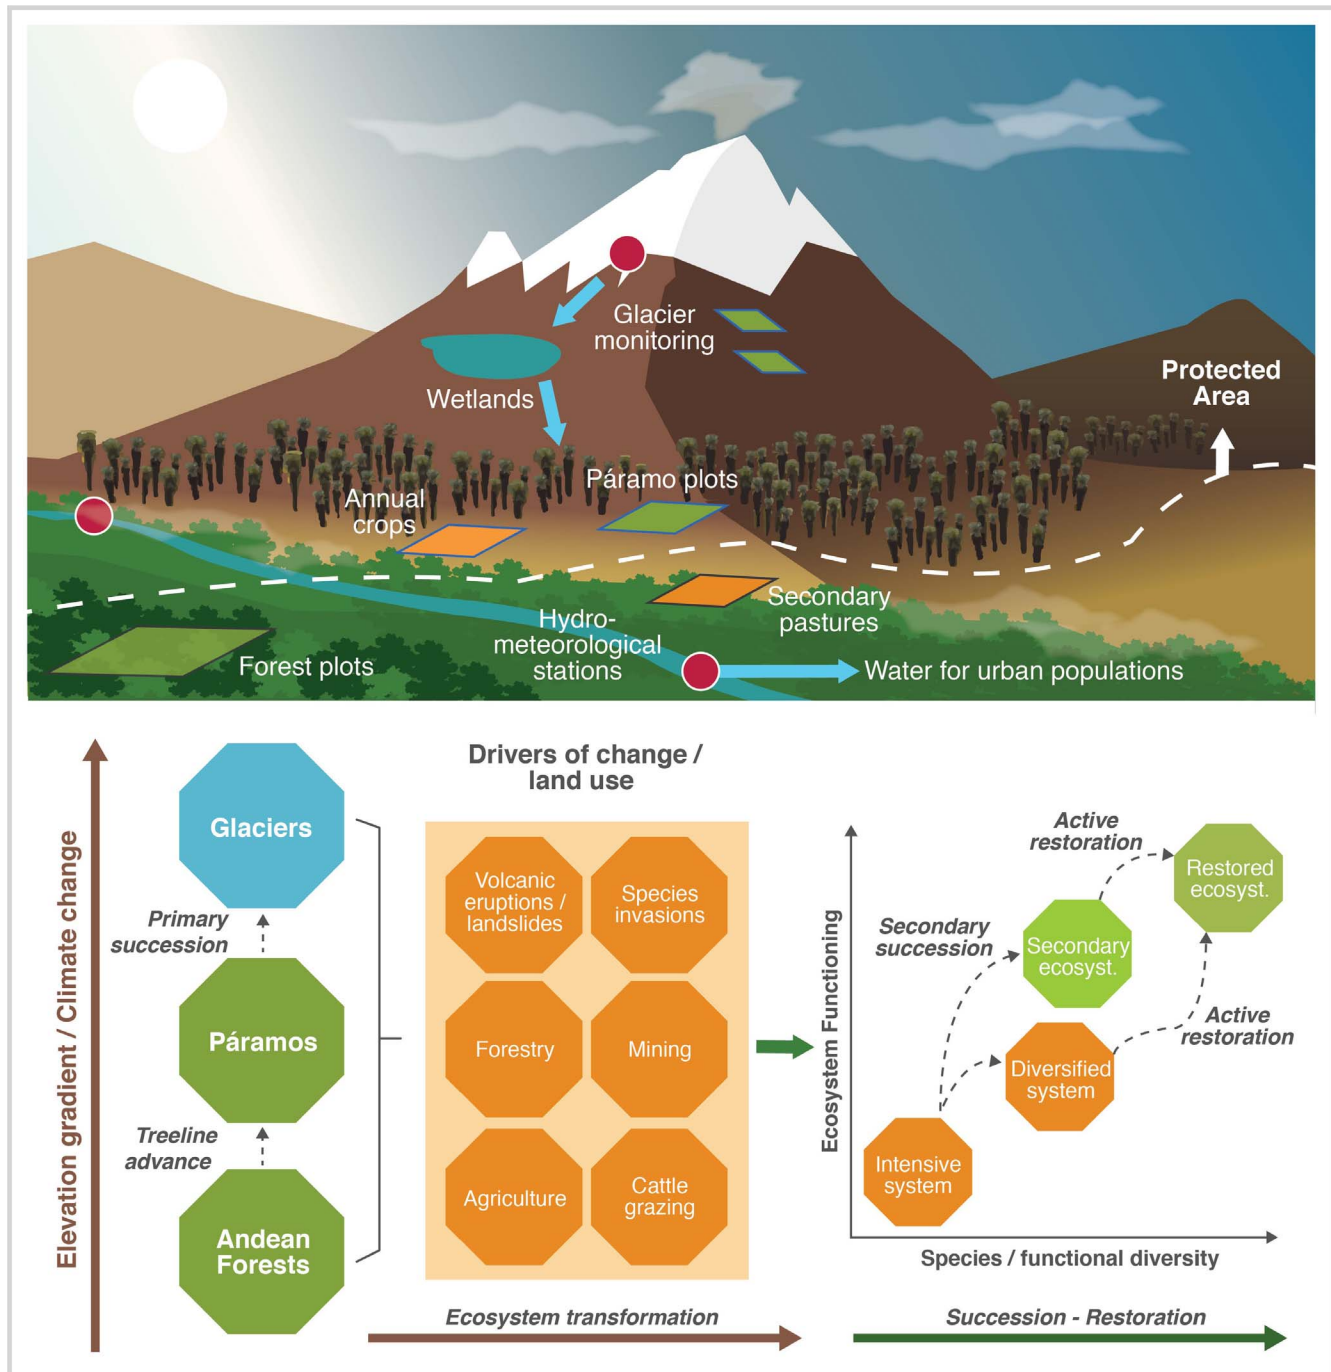 Glacier
monitoring
Wetlands
Protected
Area
Páramo plots
Annual
crops
Secondary
pastures
Hydro-
meteorological
stations
Forest plots
Water for urban populations
Elevation gradient / Climate change
Glaciers
Primary
succession
Páramos
Treeline
advance
Andean
Forests
Drivers of change /
land use
Volcanic
eruptions /
landslides
Species
invasions
Forestry
Mining
Agriculture
Cattle
grazing
Ecosystem transformation
Ecosystem Functioning
Active
restoration
Restored
ecosyst.
Secondary
succession
Secondary
ecosyst.
Active
restoration
Diversified
system
Intensive
system
Species / functional diversity
Succession - Restoration